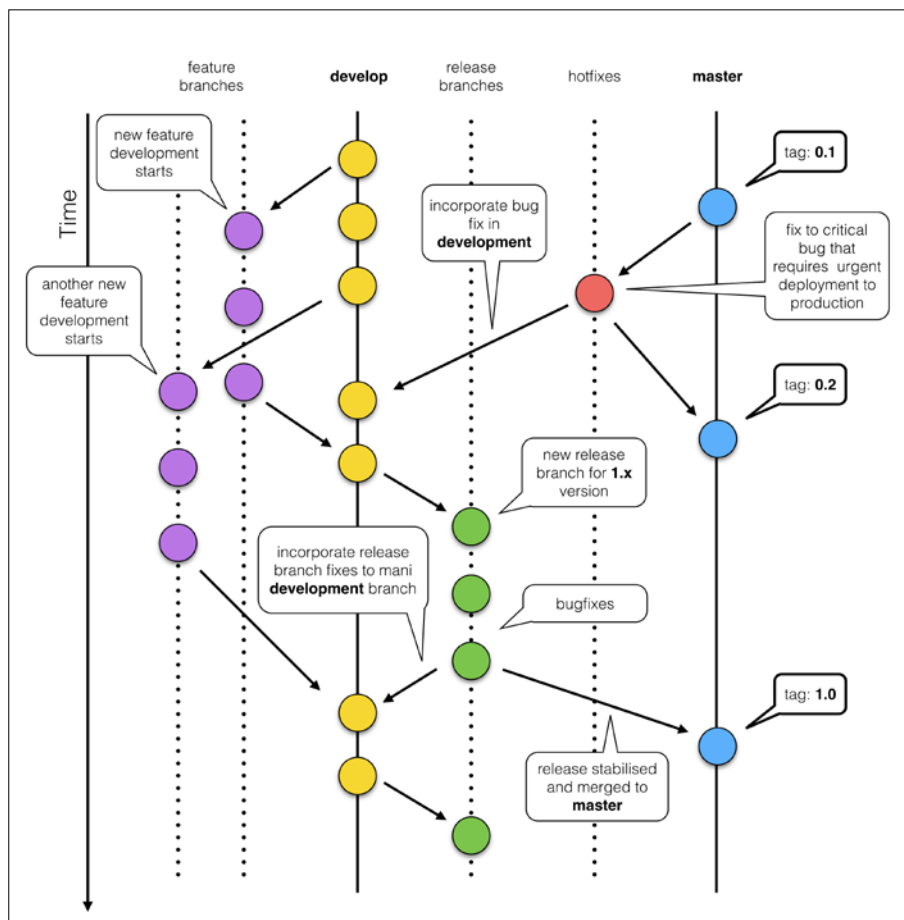 feature
branches
develop
release
branches
hotfixes
master
Time
new feature
development
starts
tag: 0.1
incorporate bug
fix in
development
fix to critical
bug that
requires urgent
deployment to
production
another new
feature
development
starts
tag: 0.2
new release
branch for 1.x
version
incorporate release
branch fixes to mani
development branch
bugfixes
tag: 1.0
release stabilised
and merged to
master